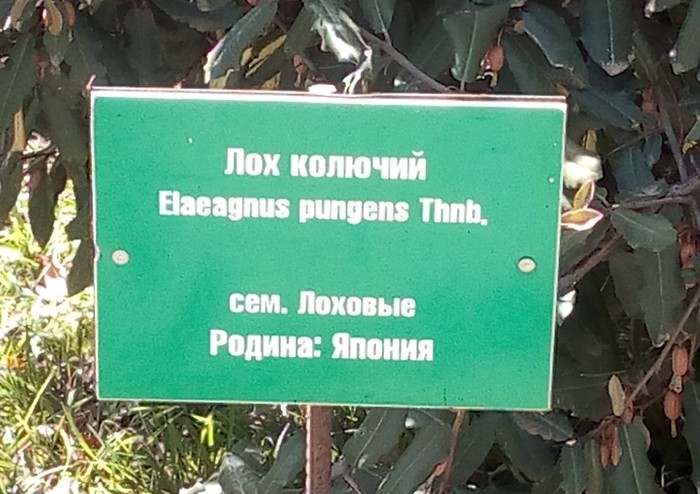 Лох колючий
Elaeagnus pungens Thnb.
сем. Лоховые
Родина: Япония